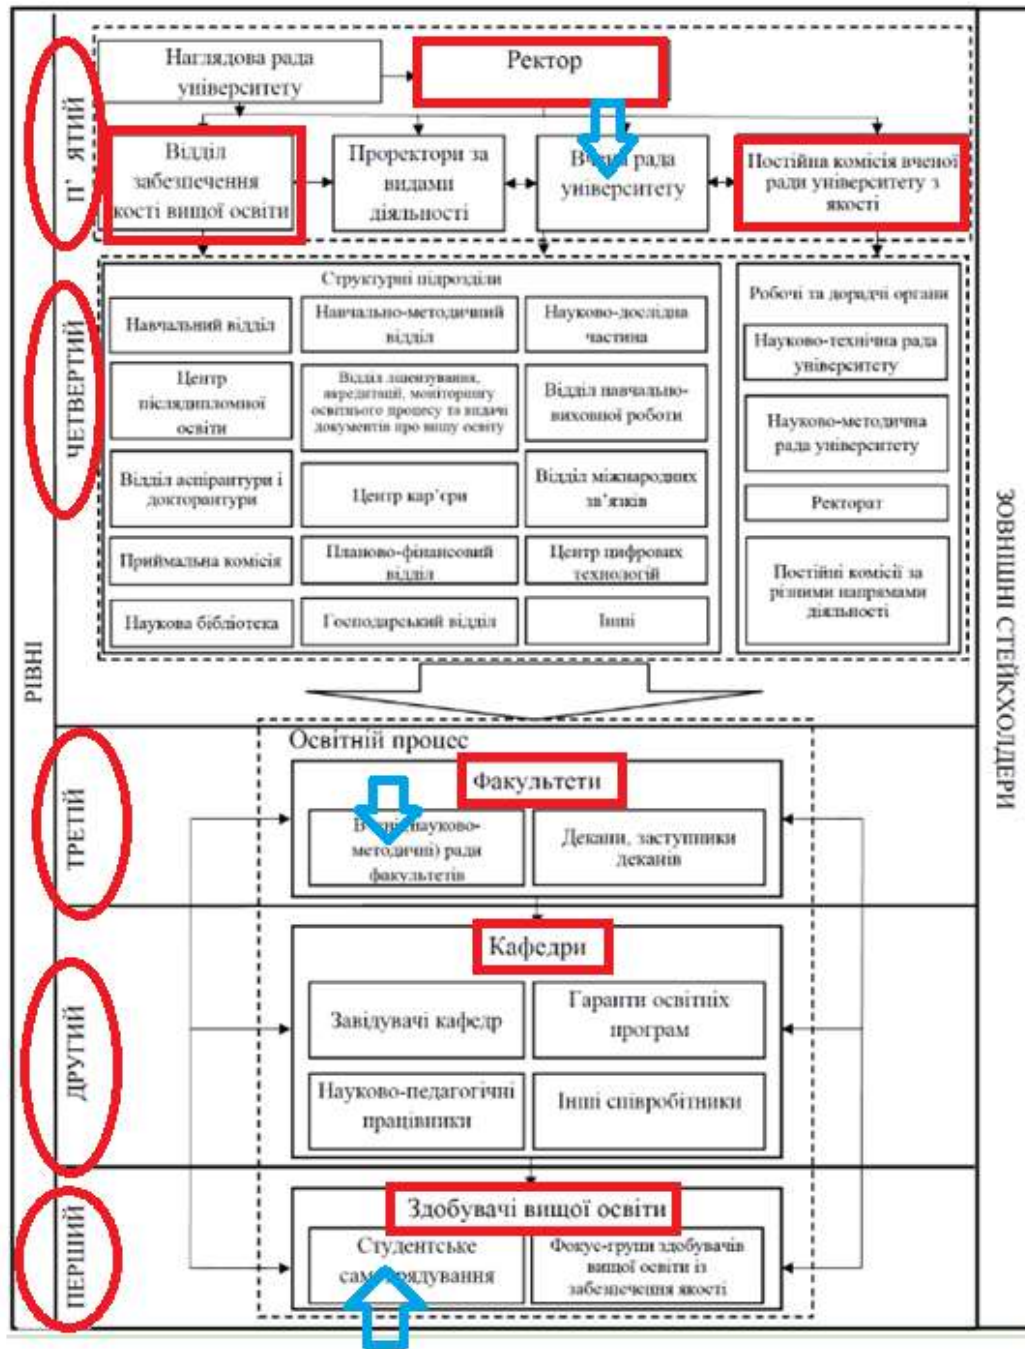 Наглядова рада
університету
Ректор
П’ЯТИЙ
Відділ
забезпечення
кості вищої освіти
Проректори за
видами
діяльності
рада
університету
Постійна комісія вченої
ради університету з
якості
ЧЕТВЕРТИЙ
Структурні підрозділи
Навчальний відділ
Навчально-методичний
відділ
Науково-дослідна
частина
Центр
післядипломної
освіти
Відділ ліцензування,
акредитації, моніторингу
освітнього процесу та видачі
документів про вищу освіту
Відділ навчально-
виховної роботи
Відділ аспірантури і
докторантури
Центр кар’єри
Відділ міжнародних
зв’язків
Приймальна комісія
Планово-фінансовий
відділ
Центр цифрових
технологій
Наукова бібліотека
Господарський відділ
Інші
Робочі та дорадчі органи
Науково-технічна рада
університету
Науково-методична
рада університету
Ректорат
Постійні комісії за
різними напрямами
діяльності
РІВНІ
ЗОВНІШНІ СТЕЙКХОЛДЕРИ
ТРЕТІЙ
Освітній процес
Факультети
науково-
методичні) ради
факультетів
Декани, заступники
деканів
ДРУГИЙ
Кафедри
Завідувачі кафедр
Гаранти освітніх
програм
Науково-педагогічні
працівники
Інші співробітники
ПЕРШИЙ
Здобувачі вищої освіти
Студентське
сам рядування
Фокус-групи здобувачів
вищої освіти із
забезпечення якості